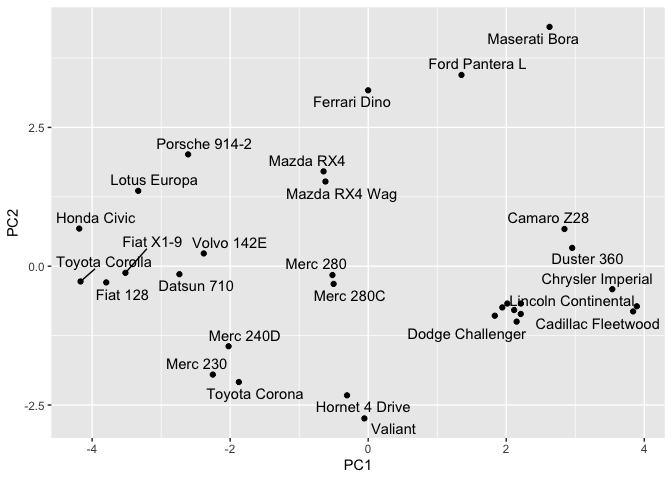 Maserati Bora
Ford Pantera L
Ferrari Dino
2.5
Porsche 914-2
Mazda RX4
Lotus Europa
Mazda RX4 Wag
Honda Civic
Camaro Z28
PC2
Fiat X1-9
Volvo 142E
Duster 360
Toyota Corolla
Merc 280
0.0
Chrysler Imperial
Datsun 710
Fiat 128
Merc 280C
Lincoln Continental
Cadillac Fleetwood
Dodge Challenger
Merc 240D
Merc 230
Toyota Corona
-2.5
Hornet 4 Drive
Valiant
-4
-2
0
2
4
PC1